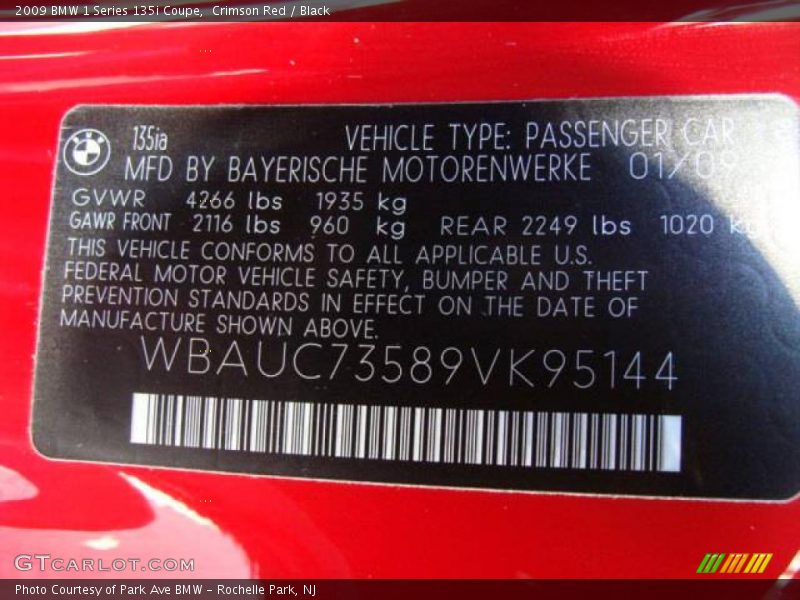 2009 BMW 1 Series 135i Coupe,  Crimson Red / Black
135ia VEHICLE TYPE: PASSENGER CAR
MFD BY BAYERISCHE MOTORENWERKE 01/09
GVWR 4266 lbs 1935 kg
GAWR FRONT 2116 lbs 960 kg REAR 2249 lbs 1020 kg
THIS VEHICLE CONFORMS TO ALL APPLICABLE U.S.
FEDERAL MOTOR VEHICLE SAFETY, BUMPER AND THEFT
PREVENTION STANDARDS IN EFFECT ON THE DATE OF
MANUFACTURE SHOWN ABOVE.
WBAUC73589VK95144
GTCARLOT.COM
Photo Courtesy of Park Ave BMW - Rochelle Park, NJ